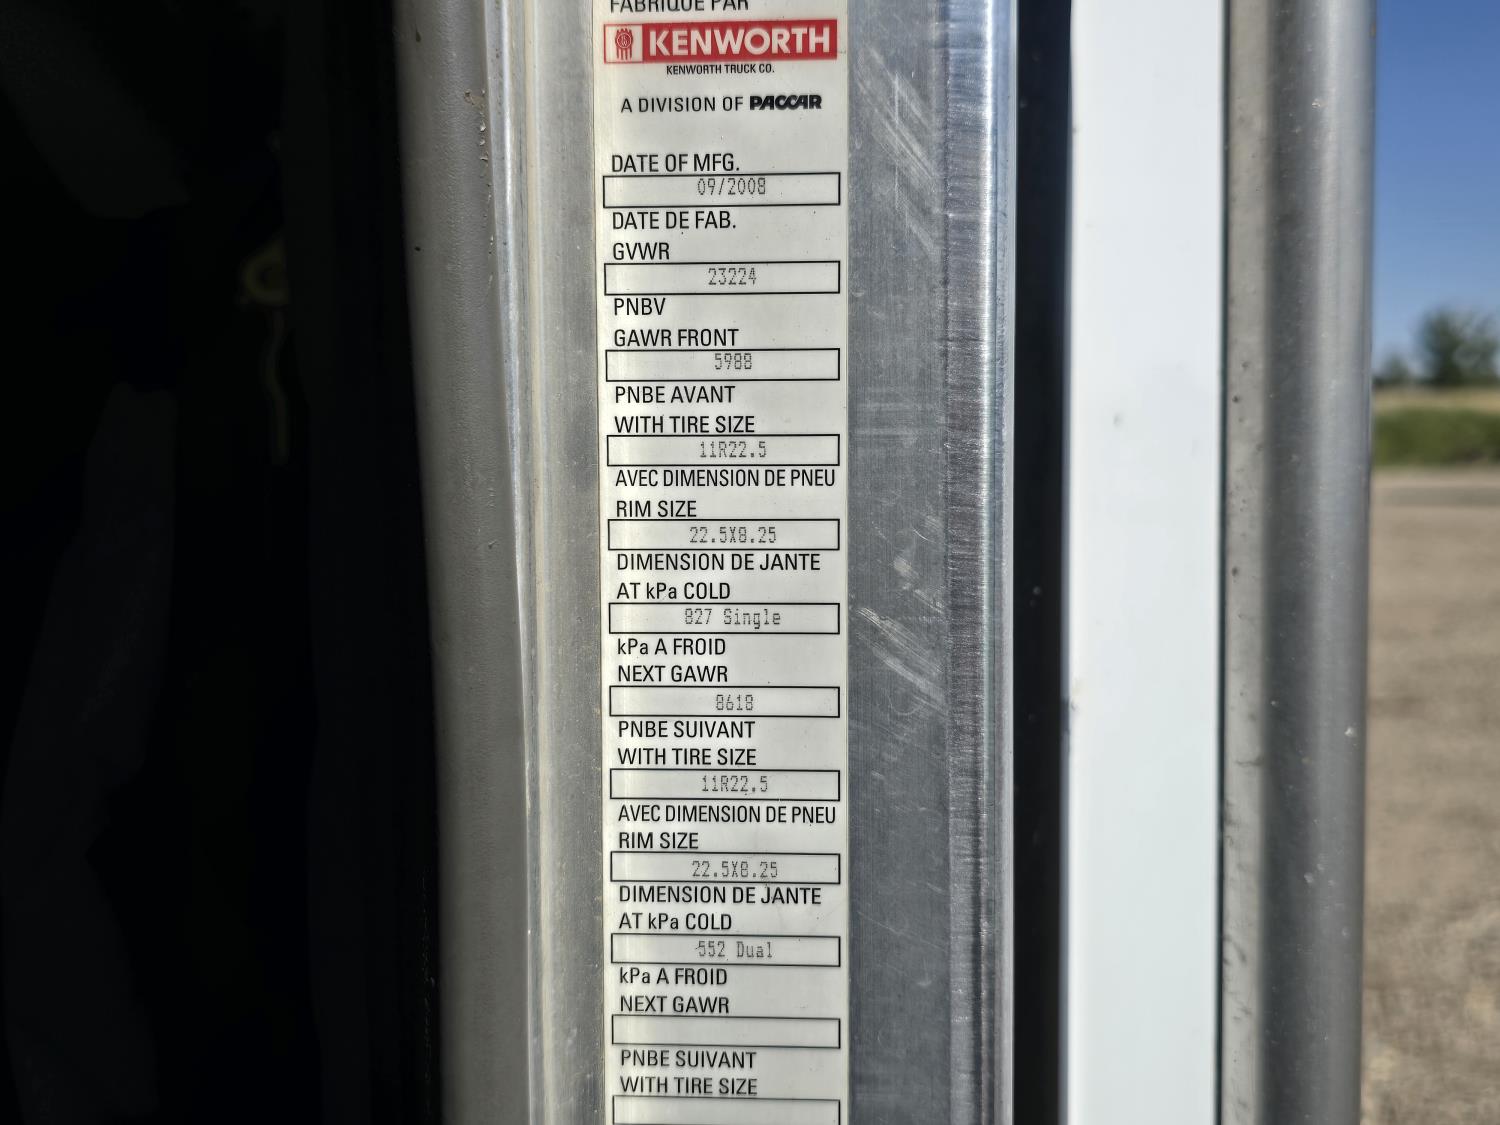 FABRIQUÉ PAR
KENWORTH
KENWORTH TRUCK CO.
A DIVISION OF PACCAR
DATE OF MFG.
09/2008
DATE DE FAB.
GVWR
23224
PNBV
GAWR FRONT
5988
PNBE AVANT
WITH TIRE SIZE
11R22.5
AVEC DIMENSION DE PNEU
RIM SIZE
22.5X8.25
DIMENSION DE JANTE
AT kPa COLD
827 Single
kPa A FROID
NEXT GAWR
8618
PNBE SUIVANT
WITH TIRE SIZE
11R22.5
AVEC DIMENSION DE PNEU
RIM SIZE
22.5X8.25
DIMENSION DE JANTE
AT kPa COLD
552 Dual
kPa A FROID
NEXT GAWR
PNBE SUIVANT
WITH TIRE SIZE